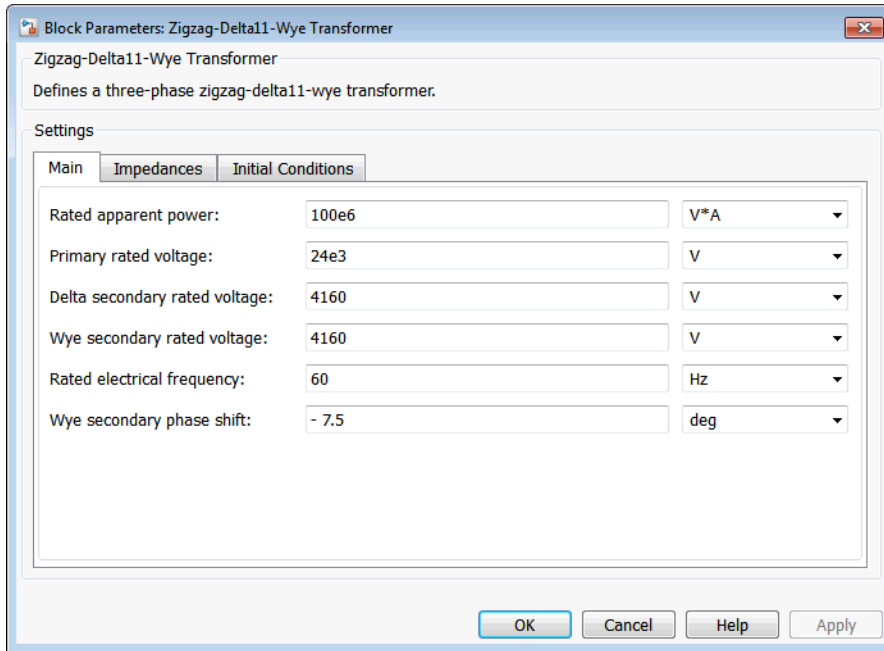 Block Parameters: Zigzag-Delta11-Wye Transformer
Zigzag-Delta11-Wye Transformer
Defines a three-phase zigzag-delta11-wye transformer.
Settings
Main Impedances Initial Conditions
Rated apparent power: 100e6 V*A
Primary rated voltage: 24e3 V
Delta secondary rated voltage: 4160 V
Wye secondary rated voltage: 4160 V
Rated electrical frequency: 60 Hz
Wye secondary phase shift: - 7.5 deg
OK Cancel Help Apply